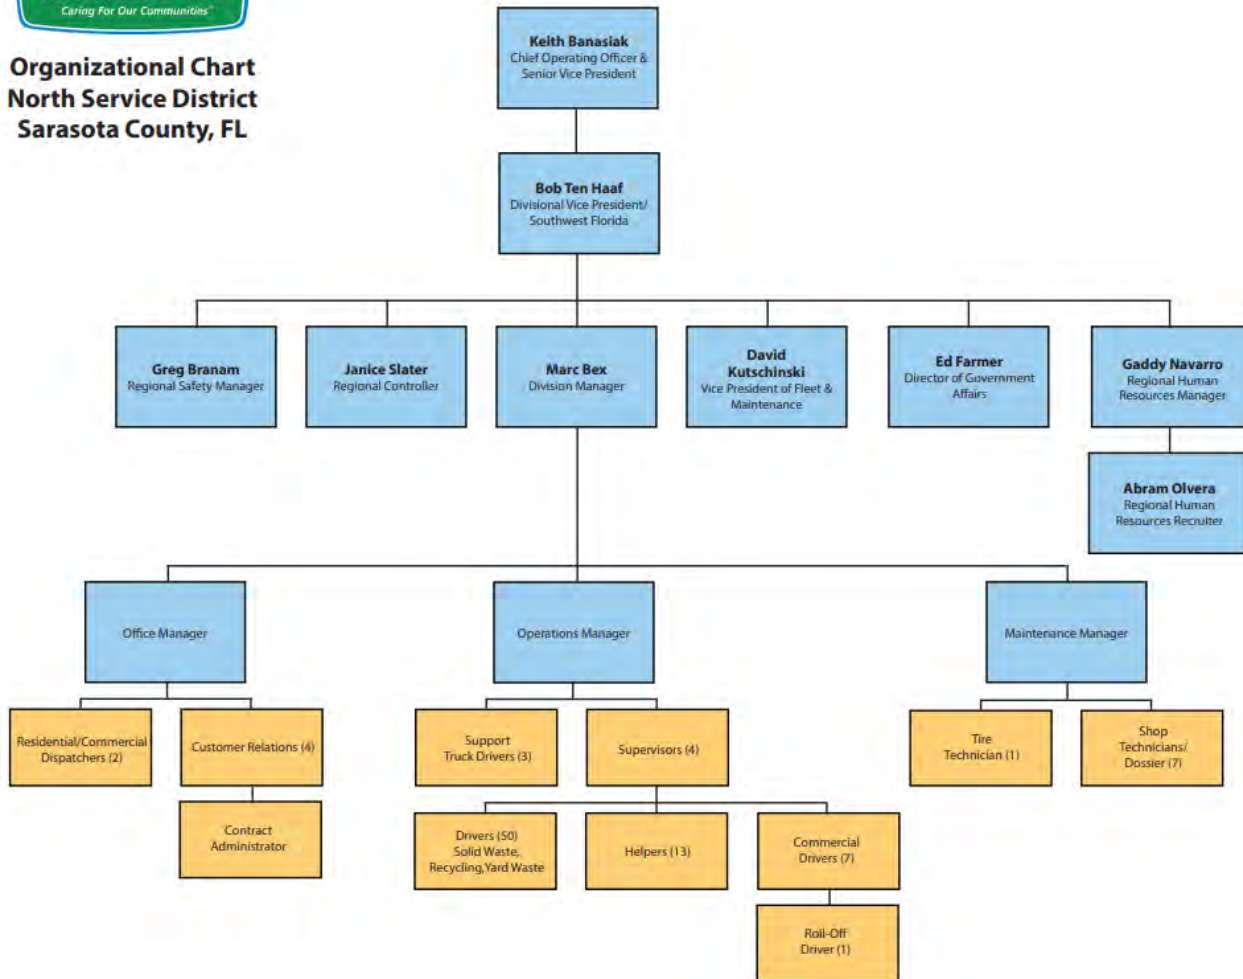 Caring For Our Communities™
Organizational Chart
North Service District
Sarasota County, FL
Keith Banasiak
Chief Operating Officer &
Senior Vice President
Bob Ten Haaf
Divisional Vice President/
Southwest Florida
Greg Branam
Regional Safety Manager
Janice Slater
Regional Controller
Marc Bex
Division Manager
David
Kutschinski
Vice President of Fleet &
Maintenance
Ed Farmer
Director of Government
Affairs
Gaddy Navarro
Regional Human
Resources Manager
Abram Olvera
Regional Human
Resources Recruiter
Office Manager
Operations Manager
Maintenance Manager
Residential/Commercial
Dispatchers (2)
Customer Relations (4)
Support
Truck Drivers (3)
Supervisors (4)
Tire
Technician (1)
Shop
Technicians/
Dossier (7)
Contract
Administrator
Drivers (50)
Solid Waste,
Recycling,Yard Waste
Helpers (13)
Commercial
Drivers (7)
Roll-Off
Driver (1)